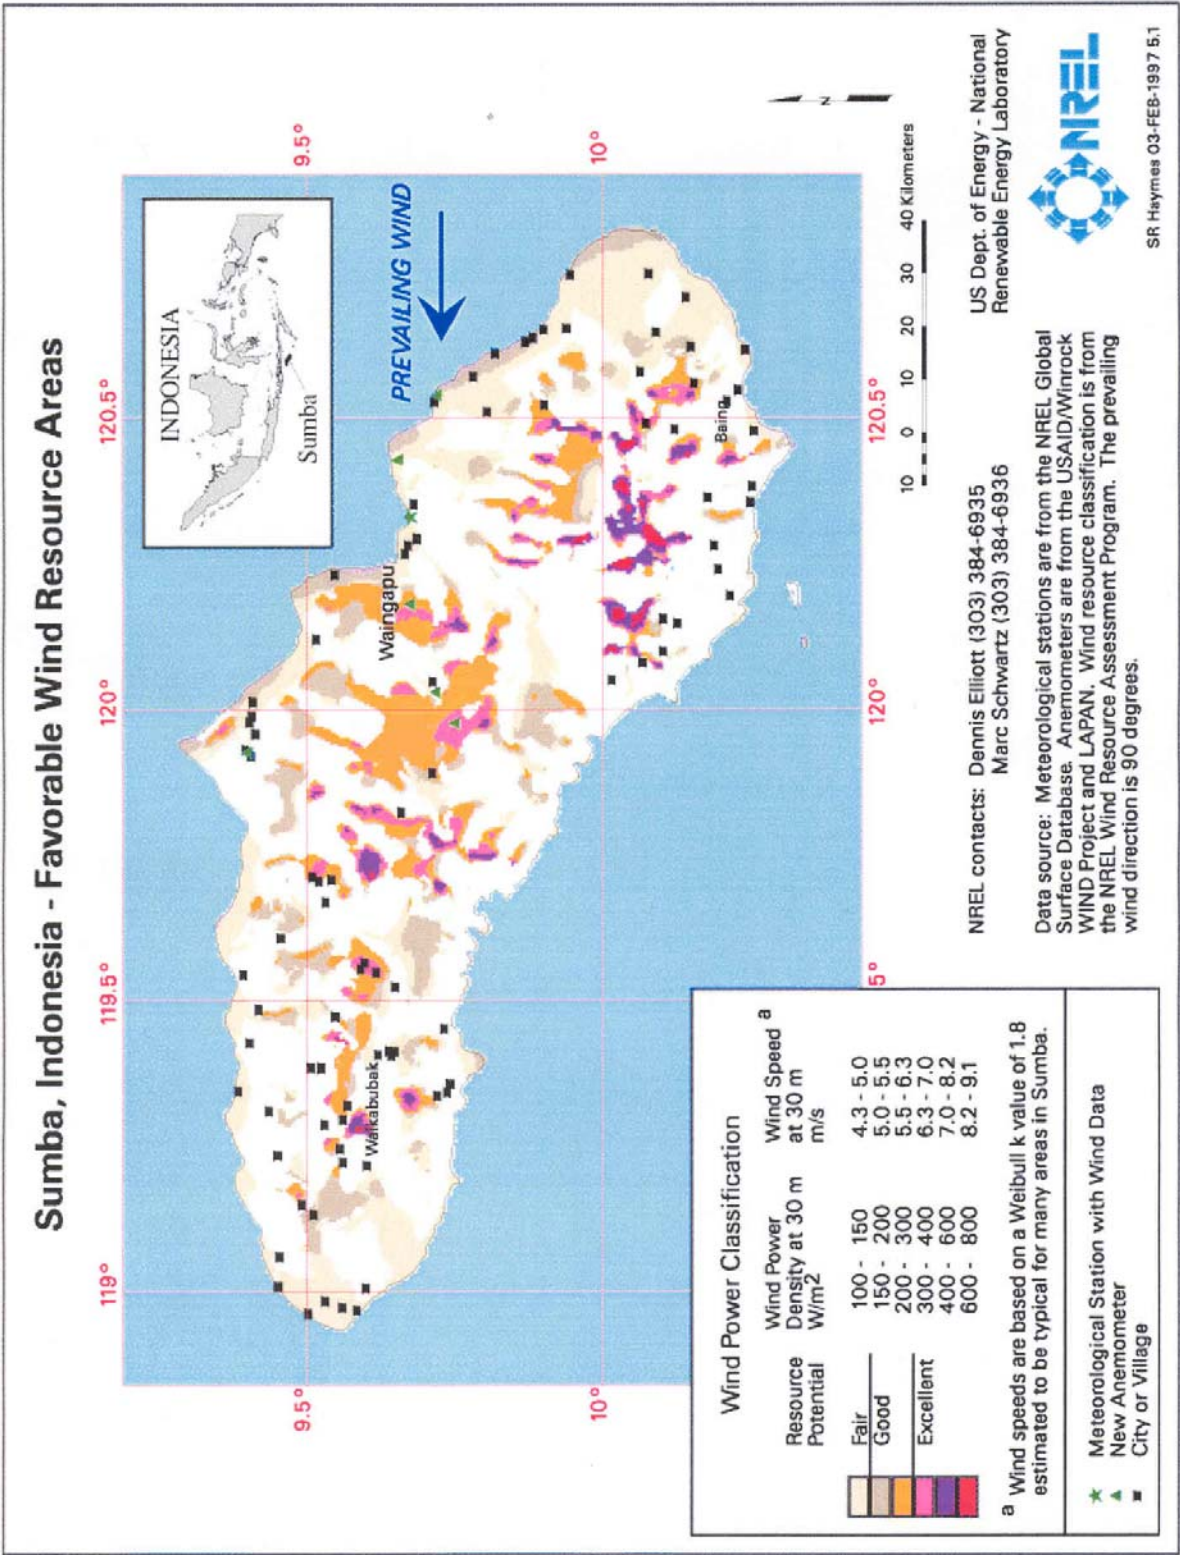 Sumba, Indonesia - Favorable Wind Resource Areas
119°
119.5°
120°
120.5°
9.5°
9.5°
10°
10°
5°
120°
120.5°
INDONESIA
Sumba
PREVAILING WIND
Waingapu
Waikabubak
Baing
Wind Power Classification
Resource Potential
Wind Power Density at 30 m W/m2
Wind Speed a at 30 m m/s
Fair 100 - 150 4.3 - 5.0
Good 150 - 200 5.0 - 5.5
200 - 300 5.5 - 6.3
Excellent 300 - 400 6.3 - 7.0
400 - 600 7.0 - 8.2
600 - 800 8.2 - 9.1
a Wind speeds are based on a Weibull k value of 1.8
estimated to be typical for many areas in Sumba.
Meteorological Station with Wind Data
New Anemometer
City or Village
10 0 10 20 30 40 Kilometers
N
NREL contacts: Dennis Elliott (303) 384-6935
Marc Schwartz (303) 384-6936
US Dept. of Energy - National
Renewable Energy Laboratory
Data source: Meteorological stations are from the NREL Global
Surface Database. Anemometers are from the USAID/Winrock
WIND Project and LAPAN. Wind resource classification is from
the NREL Wind Resource Assessment Program. The prevailing
wind direction is 90 degrees.
NREL
SR Haymes 03-FEB-1997 5.1